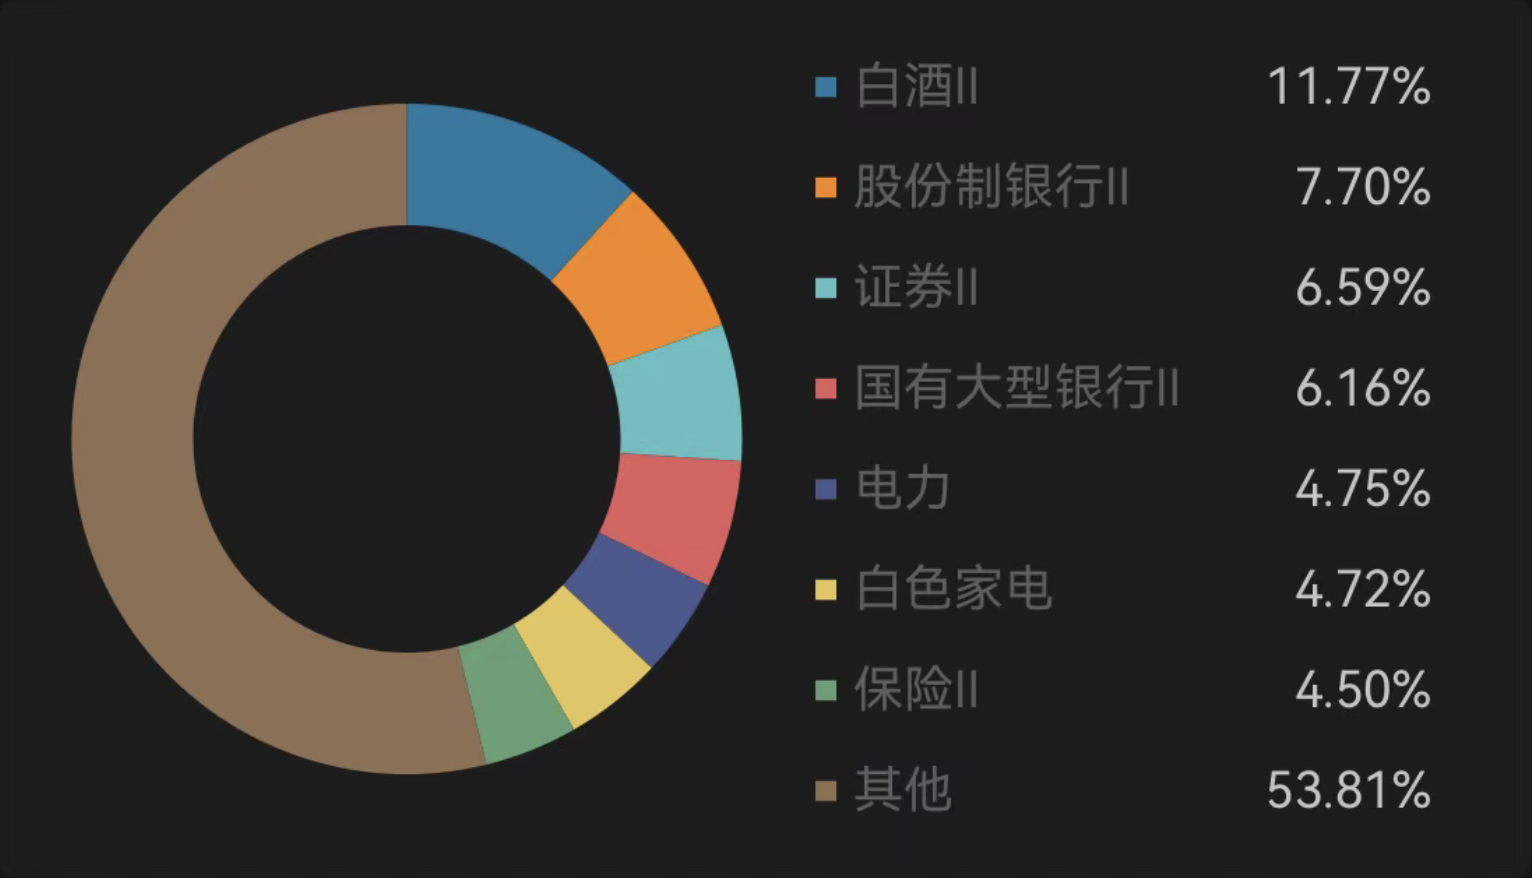 白酒II 11.77%
股份制银行II 7.70%
证券II 6.59%
国有大型银行II 6.16%
电力 4.75%
白色家电 4.72%
保险II 4.50%
其他 53.81%